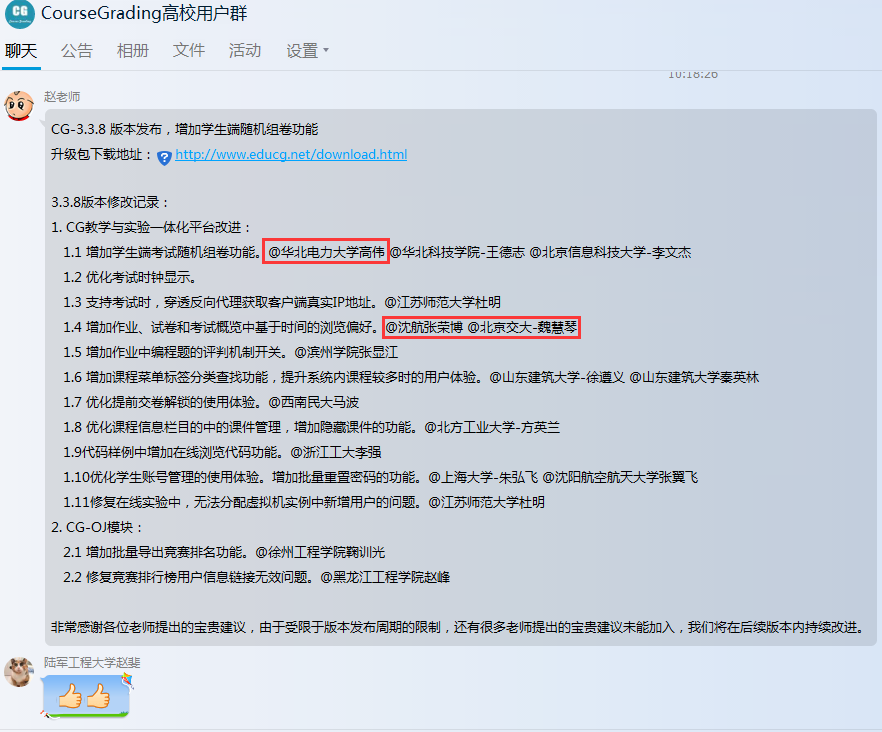 CG
CourseGrading高校用户群
聊天 公告 相册 文件 活动 设置
10:18:26
赵老师
CG-3.3.8 版本发布，增加学生端随机组卷功能
升级包下载地址：http://www.educg.net/download.html
3.3.8版本修改记录：
1. CG教学与实验一体化平台改进：
1.1 增加学生端考试随机组卷功能。@华北电力大学高伟 @华北科技学院-王德志 @北京信息科技大学-李文杰
1.2 优化考试时钟显示。
1.3 支持考试时，穿透反向代理获取客户端真实IP地址。@江苏师范大学杜明
1.4 增加作业、试卷和考试概览中基于时间的浏览偏好。@沈航张荣博 @北京交大-魏慧琴
1.5 增加作业中编程题的评判机制开关。@滨州学院张显江
1.6 增加课程菜单标签分类查找功能，提升系统内课程较多时的用户体验。@山东建筑大学-徐遵义 @山东建筑大学秦英林
1.7 优化提前交卷解锁的使用体验。@西南民大马波
1.8 优化课程信息栏目的中的课件管理，增加隐藏课件的功能。@北方工业大学-方英兰
1.9代码样例中增加在线浏览代码功能。@浙江工大李强
1.10优化学生账号管理的使用体验。增加批量重置密码的功能。@上海大学-朱弘飞 @沈阳航空航天大学张翼飞
1.11修复在线实验中，无法分配虚拟机实例中新增用户的问题。@江苏师范大学杜明
2. CG-OJ模块：
2.1 增加批量导出竞赛排名功能。@徐州工程学院鞠训光
2.2 修复竞赛排行榜用户信息链接无效问题。@黑龙江工程学院赵峰
非常感谢各位老师提出的宝贵建议，由于受限于版本发布周期的限制，还有很多老师提出的宝贵建议未能加入，我们将在后续版本内持续改进。
陆军工程大学赵斐